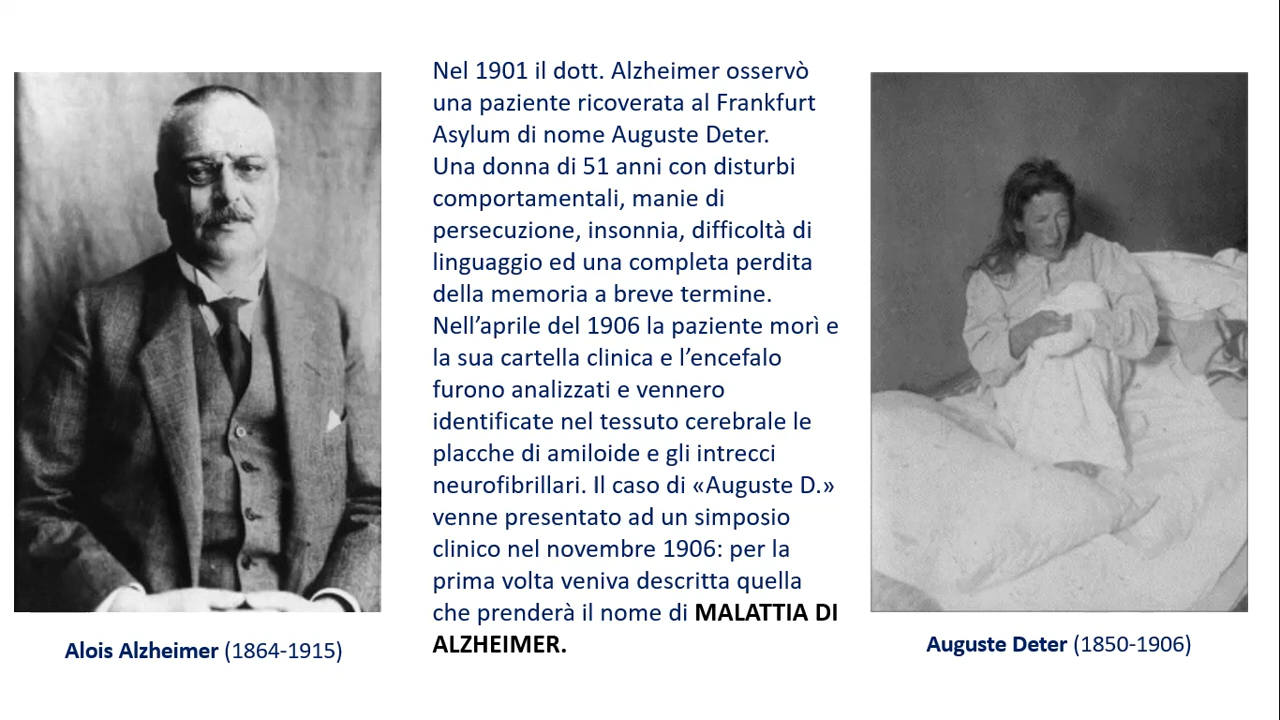 Nel 1901 il dott. Alzheimer osservò
una paziente ricoverata al Frankfurt
Asylum di nome Auguste Deter.
Una donna di 51 anni con disturbi
comportamentali, manie di
persecuzione, insonnia, difficoltà di
linguaggio ed una completa perdita
della memoria a breve termine.
Nell’aprile del 1906 la paziente morì e
la sua cartella clinica e l’encefalo
furono analizzati e vennero
identificate nel tessuto cerebrale le
placche di amiloide e gli intrecci
neurofibrillari. Il caso di «Auguste D.»
venne presentato ad un simposio
clinico nel novembre 1906: per la
prima volta veniva descritta quella
che prenderà il nome di MALATTIA DI
ALZHEIMER.
Alois Alzheimer (1864-1915)
Auguste Deter (1850-1906)